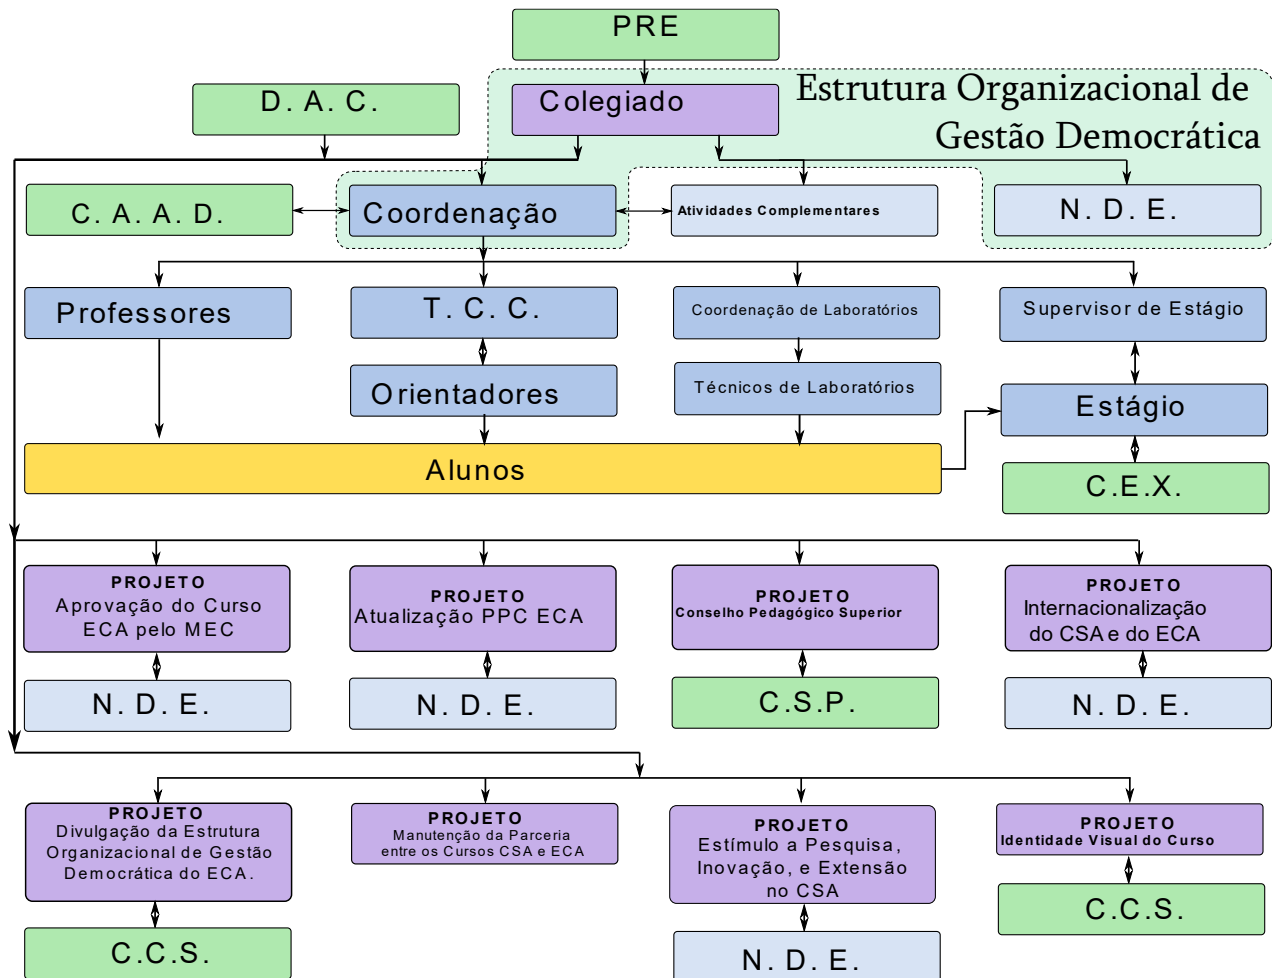 PRE
Estrutura Organizacional de
Gestão Democrática
D. A. C.
Colegiado
C. A. A. D.
Coordenação
Atividades Complementares
N. D. E.
Professores
T. C. C.
Coordenação de Laboratórios
Supervisor de Estágio
Orientadores
Técnicos de Laboratórios
Estágio
Alunos
C.E.X.
PROJETO
Aprovação do Curso
ECA pelo MEC
PROJETO
Atualização PPC ECA
PROJETO
Conselho Pedagógico Superior
PROJETO
Internacionalização
do CSA e do ECA
N. D. E.
N. D. E.
C.S.P.
N. D. E.
PROJETO
Divulgação da Estrutura
Organizacional de Gestão
Democrática do ECA.
PROJETO
Manutenção da Parceria
entre os Cursos CSA e ECA
PROJETO
Estímulo a Pesquisa,
Inovação, e Extensão
no CSA
PROJETO
Identidade Visual do Curso
C.C.S.
N. D. E.
C.C.S.